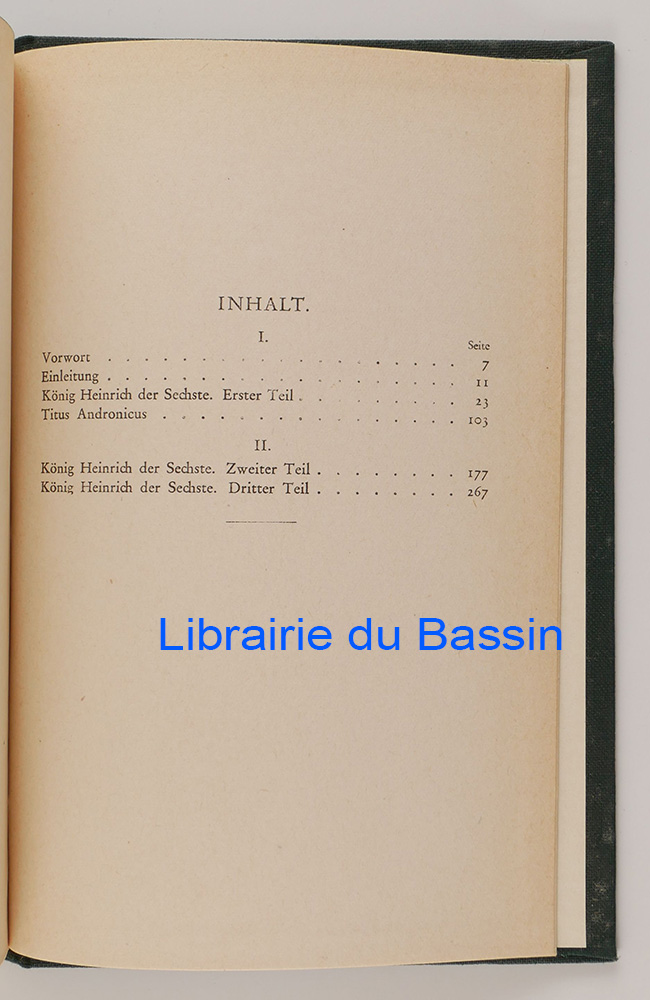 INHALT.
I.
Seite
Vorwort . . . . . . . . . . . . . . . . . . 7
Einleitung . . . . . . . . . . . . . . . . . . 11
König Heinrich der Sechste. Erster Teil . . . . . . . . . 23
Titus Andronicus . . . . . . . . . . . . . . . 103
II.
König Heinrich der Sechste. Zweiter Teil . . . . . . . . 177
König Heinrich der Sechste. Dritter Teil . . . . . . . . 267
Librairie du Bassin